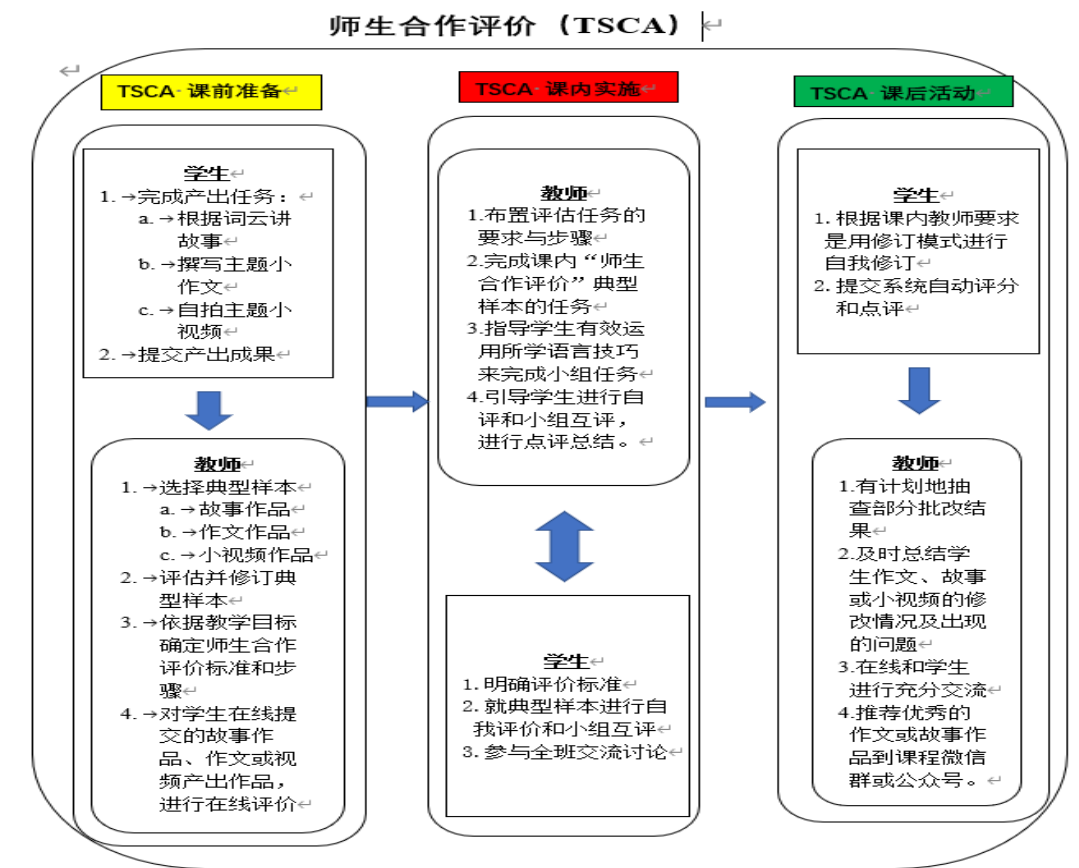 师生合作评价（TSCA）
TSCA 课前准备
学生
1.→完成产出任务：
a.→根据词云讲
故事
b.→撰写主题小
作文
c.→自拍主题小
视频
2.→提交产出成果
教师
1.→选择典型样本
a.→故事作品
b.→作文作品
c.→小视频作品
2.→评估并修订典
型样本
3.→依据教学目标
确定师生合作
评价标准和步
骤
4.→对学生在线提
交的故事作
品、作文或视
频产出作品，
进行在线评价
TSCA 课内实施
教师
1.布置评估任务的
要求与步骤
2.完成课内“师生
合作评价”典型
样本的任务
3.指导学生有效运
用所学语言技巧
来完成小组任务
4.引导学生进行自
评和小组互评，
进行点评总结。
学生
1.明确评价标准
2.就典型样本进行自
我评价和小组互评
3.参与全班交流讨论
TSCA 课后活动
学生
1.根据课内教师要求
是用修订模式进行
自我修订
2.提交系统自动评分
和点评
教师
1.有计划地抽
查部分批改结
果
2.及时总结学
生作文、故事
或小视频的修
改情况及出现
的问题
3.在线和学生
进行充分交流
4.推荐优秀的
作文或故事作
品到课程微信
群或公众号。